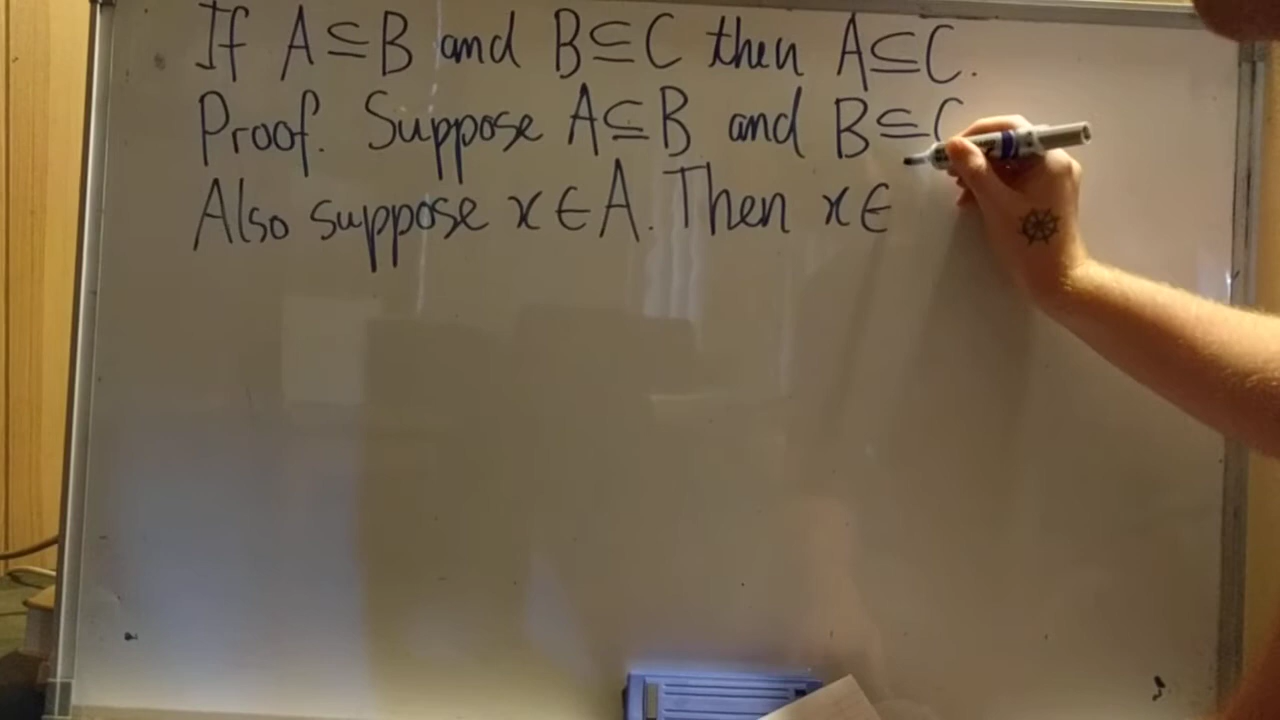 If A ⊆ B and B ⊆ C then A ⊆ C.
Proof. Suppose A ⊆ B and B ⊆ C
Also suppose x ∈ A. Then x ∈